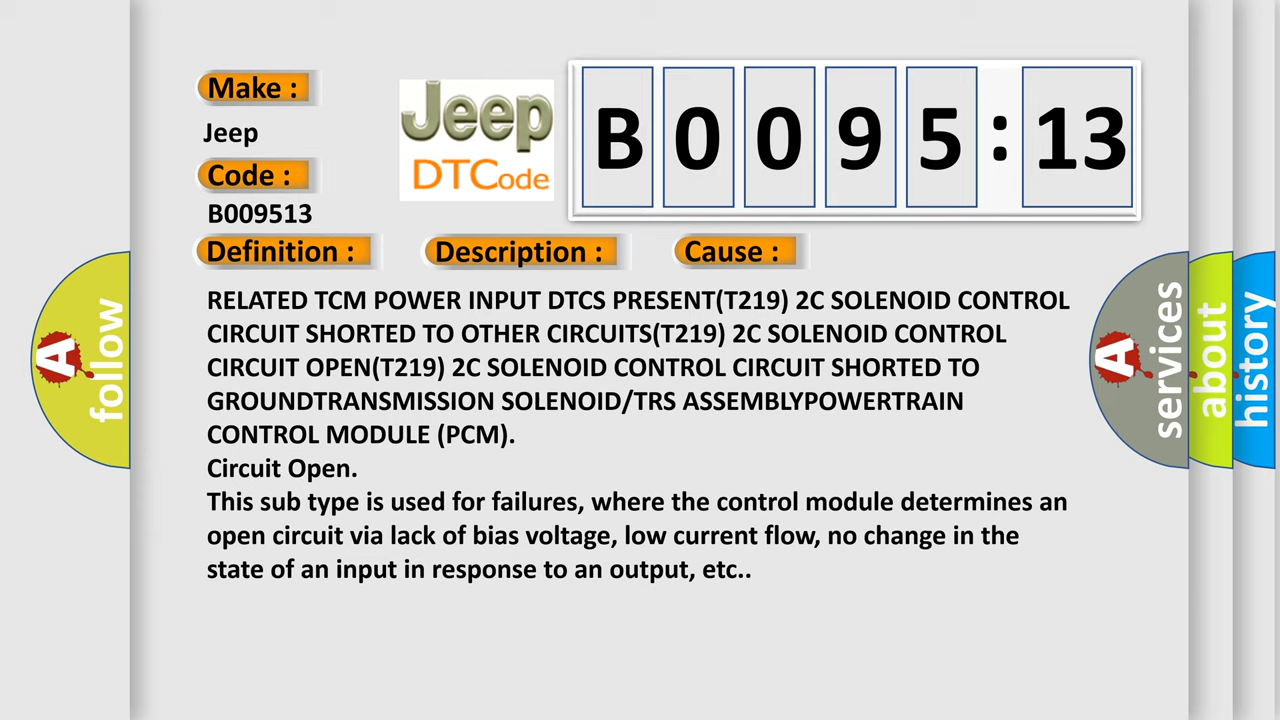 Make :
Jeep
Code :
B009513
Jeep
DTCode
B0095:13
Definition :
Description :
Cause :
RELATED TCM POWER INPUT DTCS PRESENT(T219) 2C SOLENOID CONTROL
CIRCUIT SHORTED TO OTHER CIRCUITS(T219) 2C SOLENOID CONTROL
CIRCUIT OPEN(T219) 2C SOLENOID CONTROL CIRCUIT SHORTED TO
GROUNDTRANSMISSION SOLENOID/TRS ASSEMBLYPOWERTRAIN
CONTROL MODULE (PCM).
Circuit Open.
This sub type is used for failures, where the control module determines an
open circuit via lack of bias voltage, low current flow, no change in the
state of an input in response to an output, etc..
A
follow
A
services
about
history